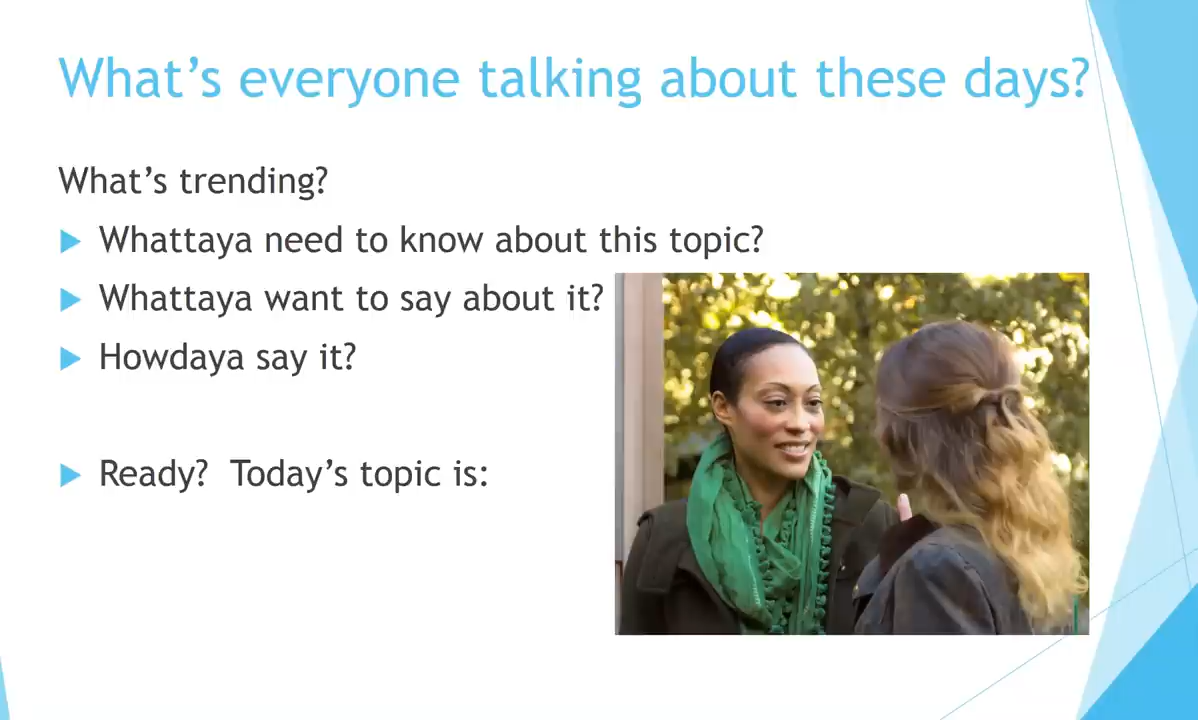 What’s everyone talking about these days?
What’s trending?
Whattaya need to know about this topic?
Whattaya want to say about it?
Howdaya say it?
Ready?  Today’s topic is: